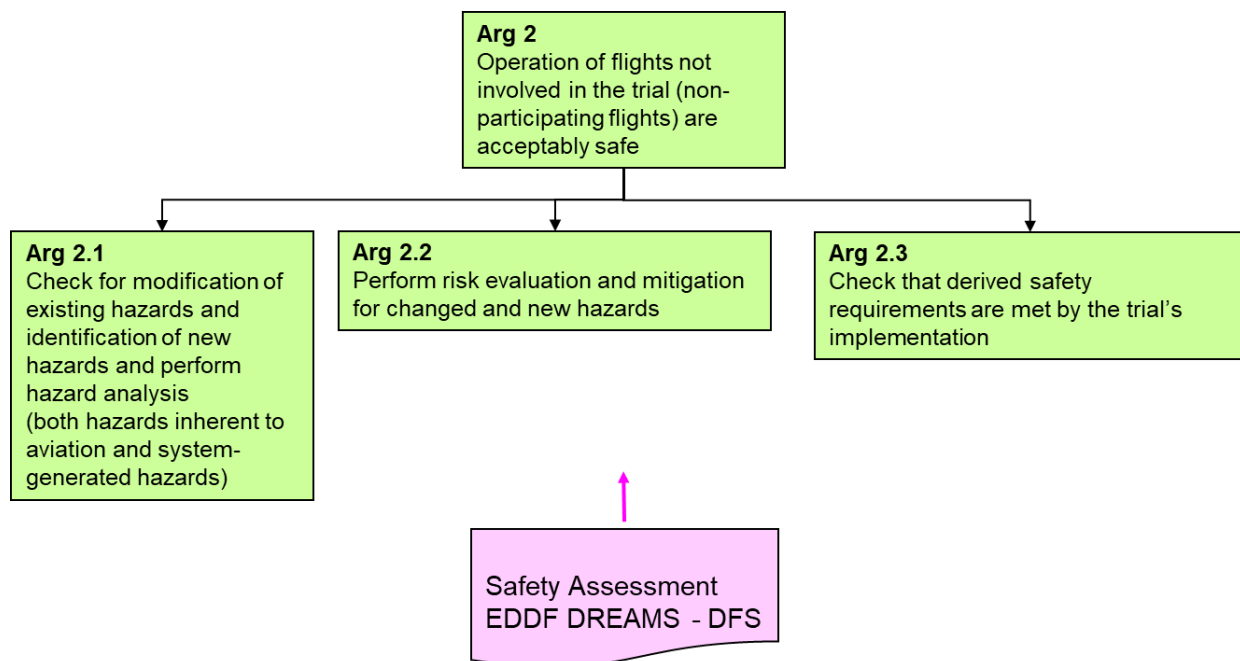 Arg 2
Operation of flights not
involved in the trial (non-
participating flights) are
acceptably safe
Arg 2.1
Check for modification of
existing hazards and
identification of new
hazards and perform
hazard analysis
(both hazards inherent to
aviation and system-
generated hazards)
Arg 2.2
Perform risk evaluation and mitigation
for changed and new hazards
Arg 2.3
Check that derived safety
requirements are met by the trial's
implementation
Safety Assessment
EDDF DREAMS - DFS